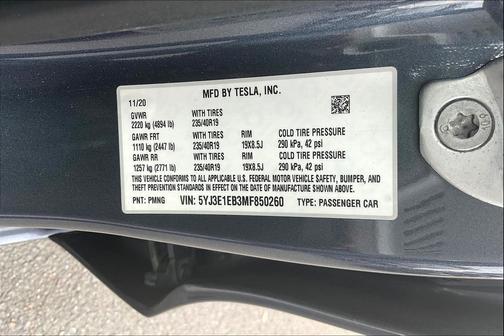 MFD BY TESLA, INC.
11/20
GVWR WITH TIRES
2220 kg (4894 lb) 235/40R19
GAWR FRT WITH TIRES RIM COLD TIRE PRESSURE
1110 kg (2447 lb) 235/40R19 19X8.5J 290 kPa, 42 psi
GAWR RR WITH TIRES RIM COLD TIRE PRESSURE
1257 kg (2771 lb) 235/40R19 19X8.5J 290 kPa, 42 psi
THIS VEHICLE CONFORMS TO ALL APPLICABLE U.S. FEDERAL MOTOR VEHICLE SAFETY, BUMPER, AND
THEFT PREVENTION STANDARDS IN EFFECT ON THE DATE OF MANUFACTURE SHOWN ABOVE.
PNT: PMNG VIN: 5YJ3E1EB3MF850260 TYPE: PASSENGER CAR